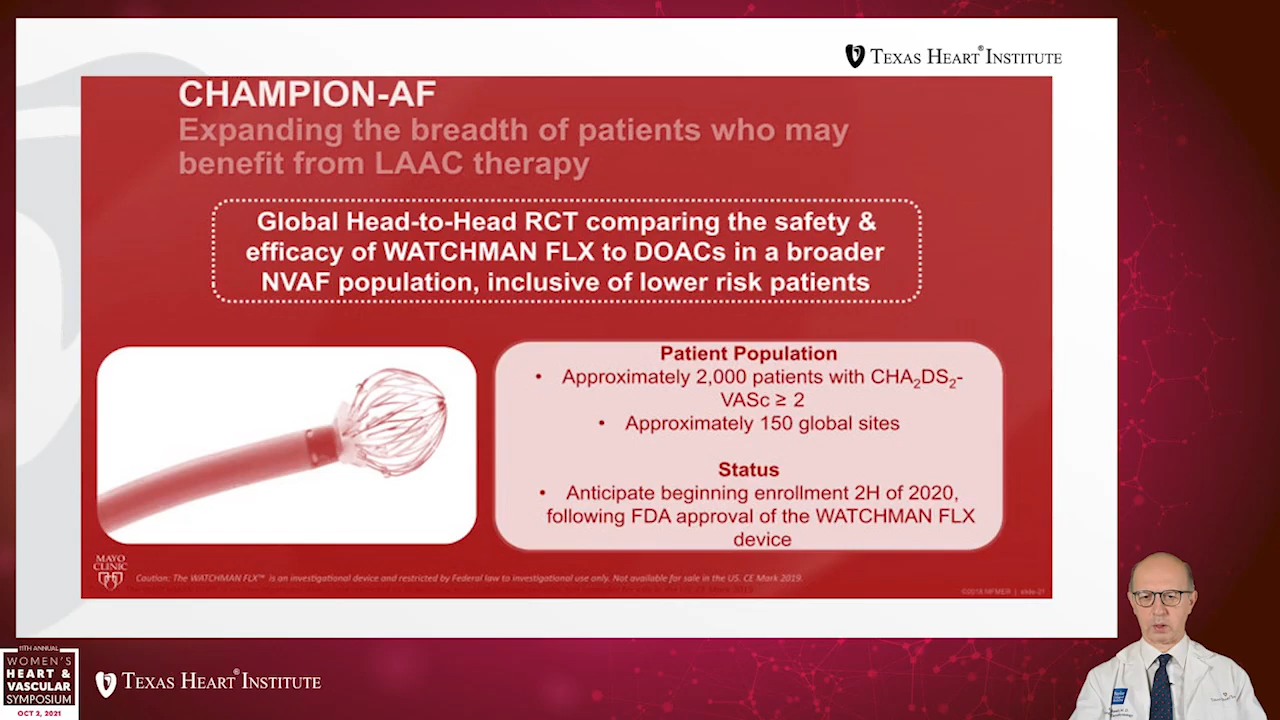 TEXAS HEART® INSTITUTE
CHAMPION-AF
Expanding the breadth of patients who may
benefit from LAAC therapy
Global Head-to-Head RCT comparing the safety &
efficacy of WATCHMAN FLX to DOACs in a broader
NVAF population, inclusive of lower risk patients
Patient Population
• Approximately 2,000 patients with CHA₂DS₂-
VASc ≥ 2
• Approximately 150 global sites
Status
• Anticipate beginning enrollment 2H of 2020,
following FDA approval of the WATCHMAN FLX
device
MAYO
CLINIC
Caution: The WATCHMAN FLX™ is an investigational device and restricted by Federal law to investigational use only. Not available for sale in the US. CE Mark 2019.
©2018 MFMER | slide-21
11TH ANNUAL
WOMEN'S
HEART &
VASCULAR
SYMPOSIUM
OCT 2, 2021
TEXAS HEART® INSTITUTE